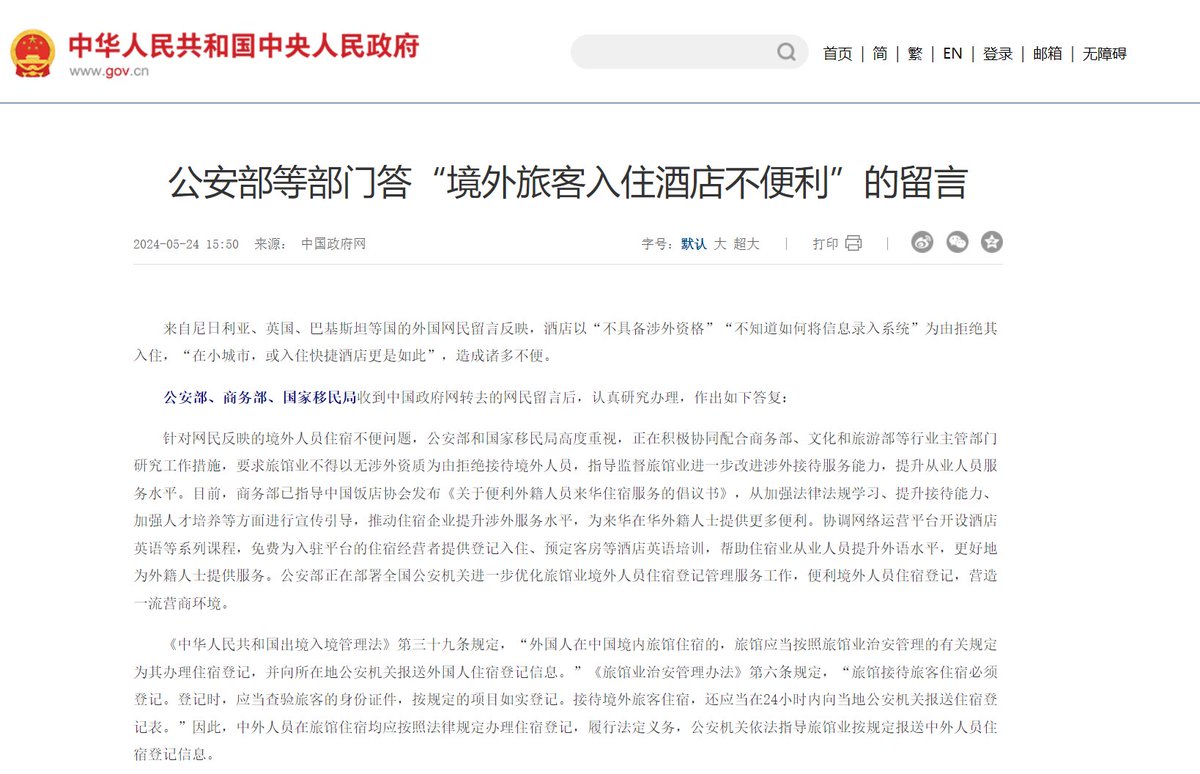 中华人民共和国中央人民政府
www.gov.cn
首页 | 简 | 繁 | EN | 登录 | 邮箱 | 无障碍
公安部等部门答“境外旅客入住酒店不便利”的留言
2024-05-24 15:50 来源: 中国政府网
字号:默认 大 超大 | 打印 |
来自尼日利亚、英国、巴基斯坦等国的外国网民留言反映,酒店以“不具备涉外资格”“不知道如何将信息录入系统”为由拒绝其
入住,“在小城市,或入住快捷酒店更是如此”,造成诸多不便。
公安部、商务部、国家移民局收到中国政府网转去的网民留言后,认真研究办理,作出如下答复:
针对网民反映的境外人员住宿不便问题,公安部和国家移民局高度重视,正在积极协同配合商务部、文化和旅游部等行业主管部门
研究工作措施,要求旅馆业不得以无涉外资质为由拒绝接待境外人员,指导监督旅馆业进一步改进涉外接待服务能力,提升从业人员服
务水平。目前,商务部已指导中国饭店协会发布《关于便利外籍人员来华住宿服务的倡议书》,从加强法律法规学习、提升接待能力、
加强人才培养等方面进行宣传引导,推动住宿企业提升涉外服务水平,为来华在华外籍人士提供更多便利。协调网络运营平台开设酒店
英语等系列课程,免费为入驻平台的住宿经营者提供登记入住、预定客房等酒店英语培训,帮助住宿业从业人员提升外语水平,更好地
为外籍人士提供服务。公安部正在部署全国公安机关进一步优化旅馆业境外人员住宿登记管理服务工作,便利境外人员住宿登记,营造
一流营商环境。
《中华人民共和国出境入境管理法》第三十九条规定,“外国人在中国境内旅馆住宿的,旅馆应当按照旅馆业治安管理的有关规定
为其办理住宿登记,并向所在地公安机关报送外国人住宿登记信息。”《旅馆业治安管理办法》第六条规定,“旅馆接待旅客住宿必须
登记。登记时,应当查验旅客的身份证件,按规定的项目如实登记。接待境外旅客住宿,还应当在24小时内向当地公安机关报送住宿登
记表。”因此,中外人员在旅馆住宿均应按照法律规定办理住宿登记,履行法定义务,公安机关依法指导旅馆业按规定报送中外人员住
宿登记信息。